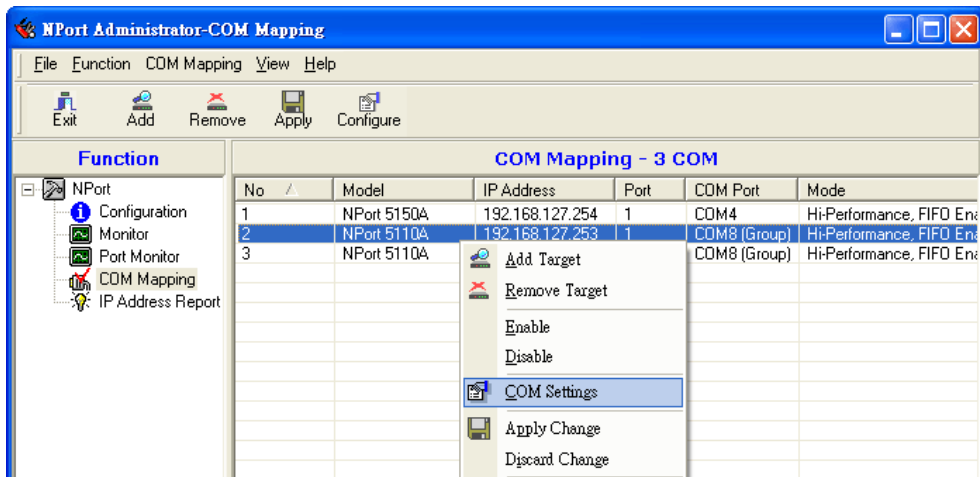 NPort Administrator-COM Mapping
File Function COM Mapping View Help
Exit Add Remove Apply Configure
Function
COM Mapping - 3 COM
NPort
Configuration
Monitor
Port Monitor
COM Mapping
IP Address Report
No Model IP Address Port COM Port Mode
1 NPort 5150A 192.168.127.254 1 COM4 Hi-Performance, FIFO Ena
2 NPort 5110A 192.168.127.253 1 COM8 (Group) Hi-Performance, FIFO Ena
3 NPort 5110A COM8 (Group) Hi-Performance, FIFO Ena
Add Target
Remove Target
Enable
Disable
COM Settings
Apply Change
Discard Change